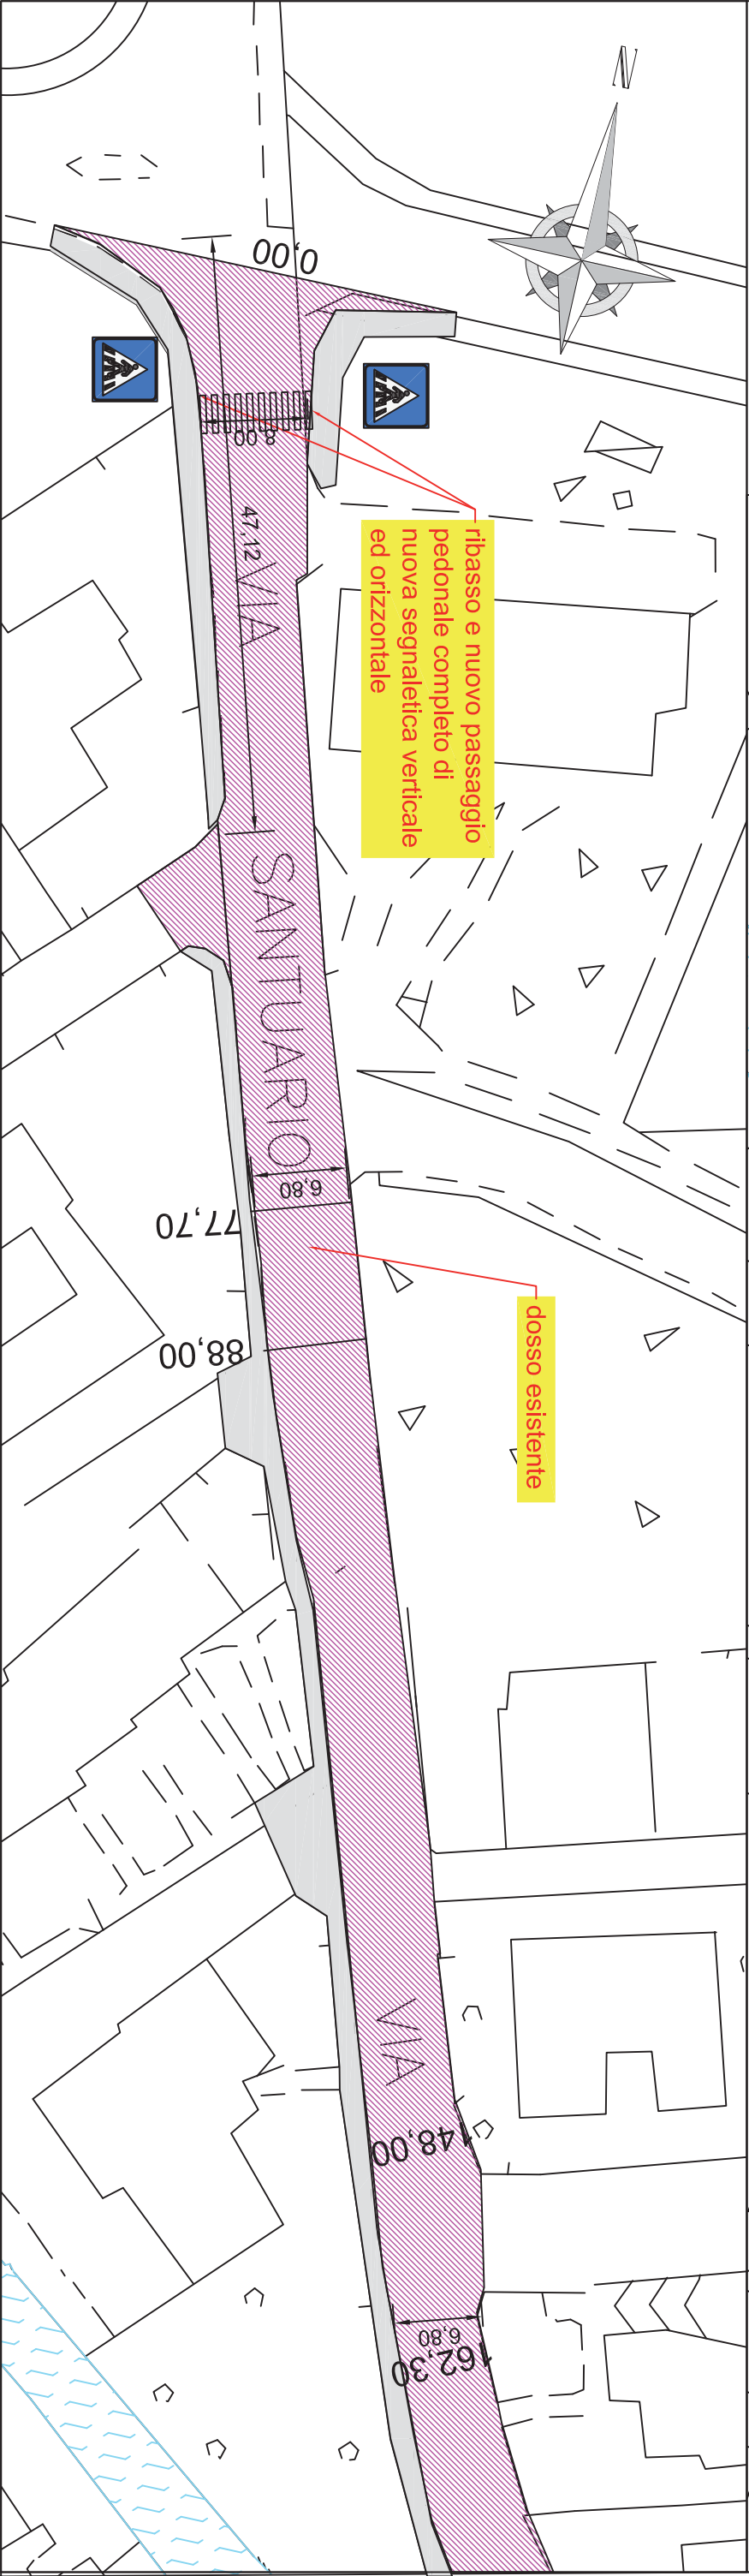 N
0,00
8,00
47,12
VIA
SANTUARIO
ribasso e nuovo passaggio
pedonale completo di
nuova segnaletica verticale
ed orizzontale
6,80
77,70
88,00
dosso esistente
VIA
148,00
6,80
162,30